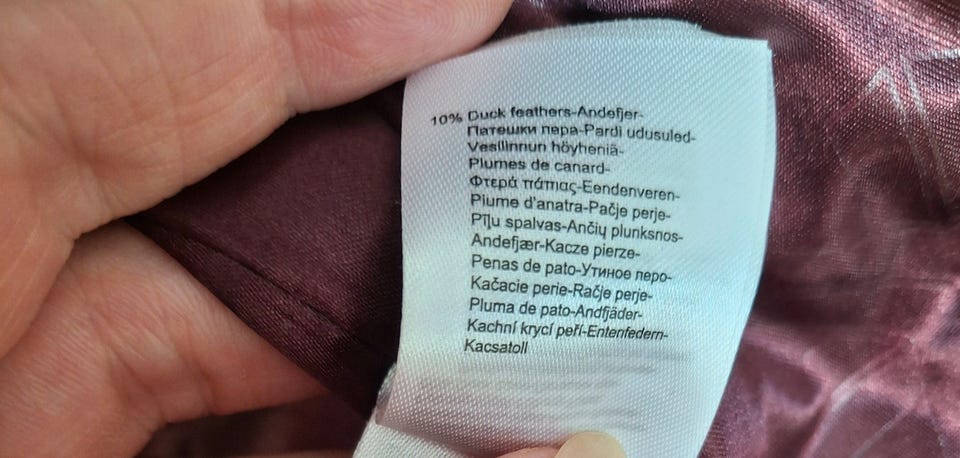 10% Duck feathers-Andefjer-
Патешки пера-Pardi udusuled-
Vesilinnun höyheniä-
Plumes de canard-
Φτερά πάπιας-Eendenveren-
Piume d'anatra-Pačje perje-
Pīļu spalvas-Ančių plunksnos-
Andefjær-Kacze pierze-
Penas de pato-Утиное перо-
Kačacie perie-Račje perje-
Pluma de pato-Andfjäder-
Kachní krycí peří-Entenfedern-
Kacsatoll